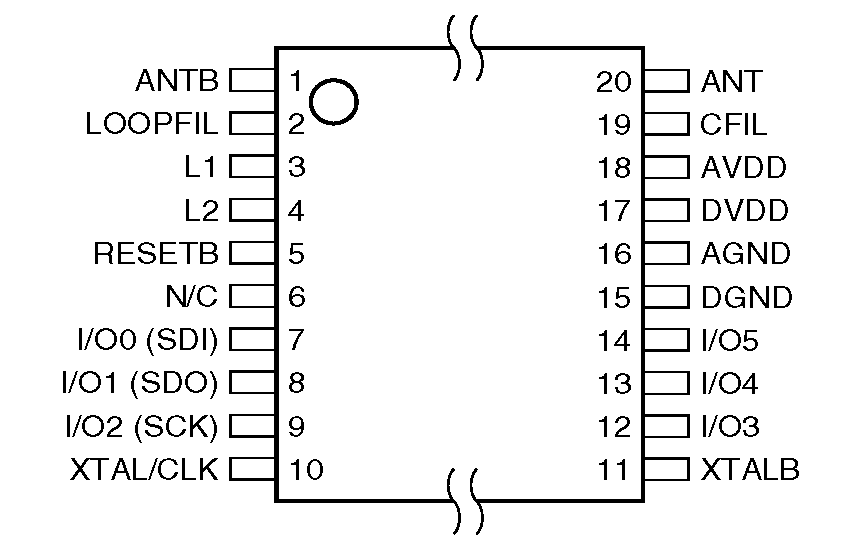 ANTB 1 20 ANT
LOOPFIL 2 19 CFIL
L1 3 18 AVDD
L2 4 17 DVDD
RESETB 5 16 AGND
N/C 6 15 DGND
I/O0 (SDI) 7 14 I/O5
I/O1 (SDO) 8 13 I/O4
I/O2 (SCK) 9 12 I/O3
XTAL/CLK 10 11 XTALB